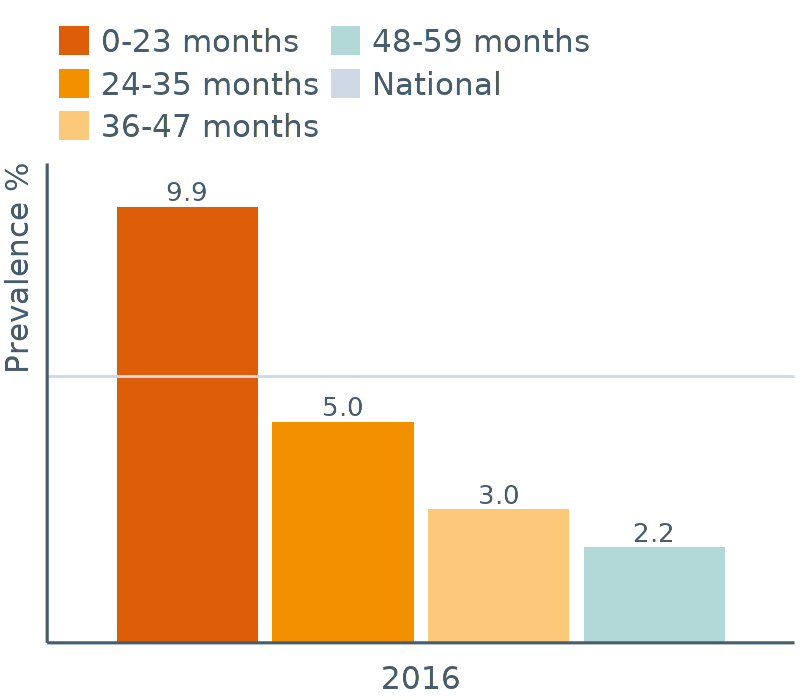 0-23 months
24-35 months
36-47 months
48-59 months
National
Prevalence %
9.9
5.0
3.0
2.2
2016